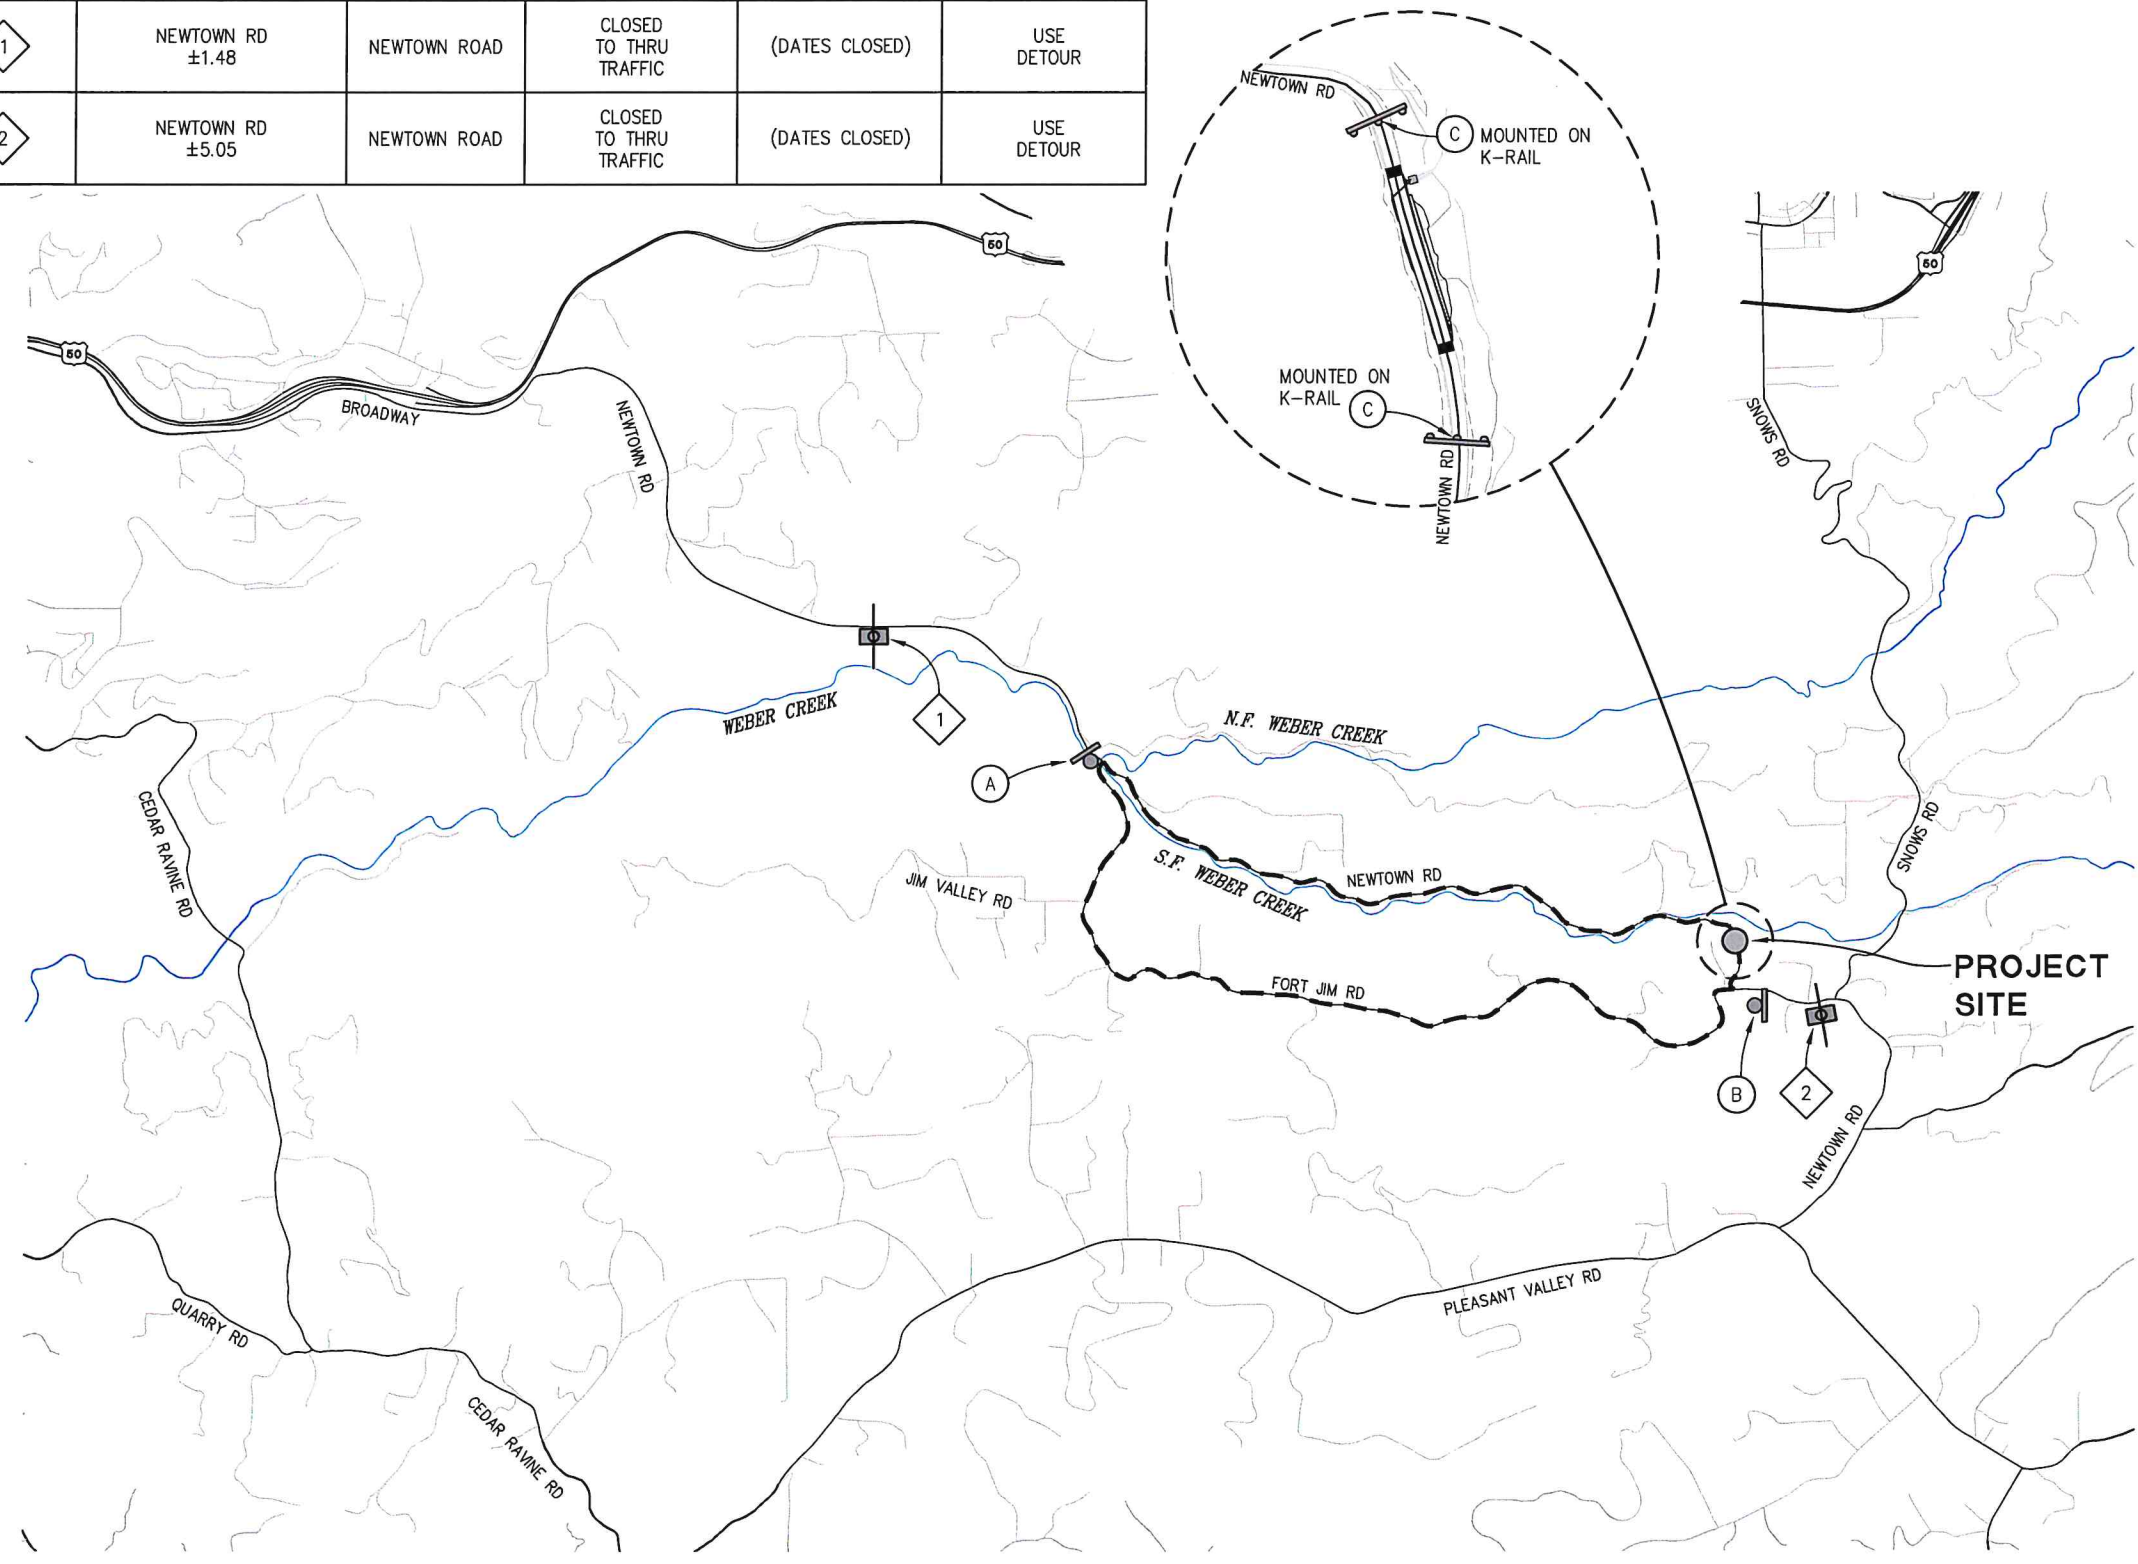 1
NEWTOWN RD
±1.48
NEWTOWN ROAD
CLOSED
TO THRU
TRAFFIC
(DATES CLOSED)
USE
DETOUR
2
NEWTOWN RD
±5.05
NEWTOWN ROAD
CLOSED
TO THRU
TRAFFIC
(DATES CLOSED)
USE
DETOUR
NEWTOWN RD
C
MOUNTED ON
K-RAIL
MOUNTED ON
K-RAIL
C
NEWTOWN RD
50
50
50
BROADWAY
NEWTOWN RD
SNOWS RD
1
WEBER CREEK
N.F. WEBER CREEK
A
CEDAR RAVINE RD
JIM VALLEY RD
S.F. WEBER CREEK
NEWTOWN RD
SNOWS RD
FORT JIM RD
PROJECT
SITE
B
2
NEWTOWN RD
QUARRY RD
PLEASANT VALLEY RD
CEDAR RAVINE RD